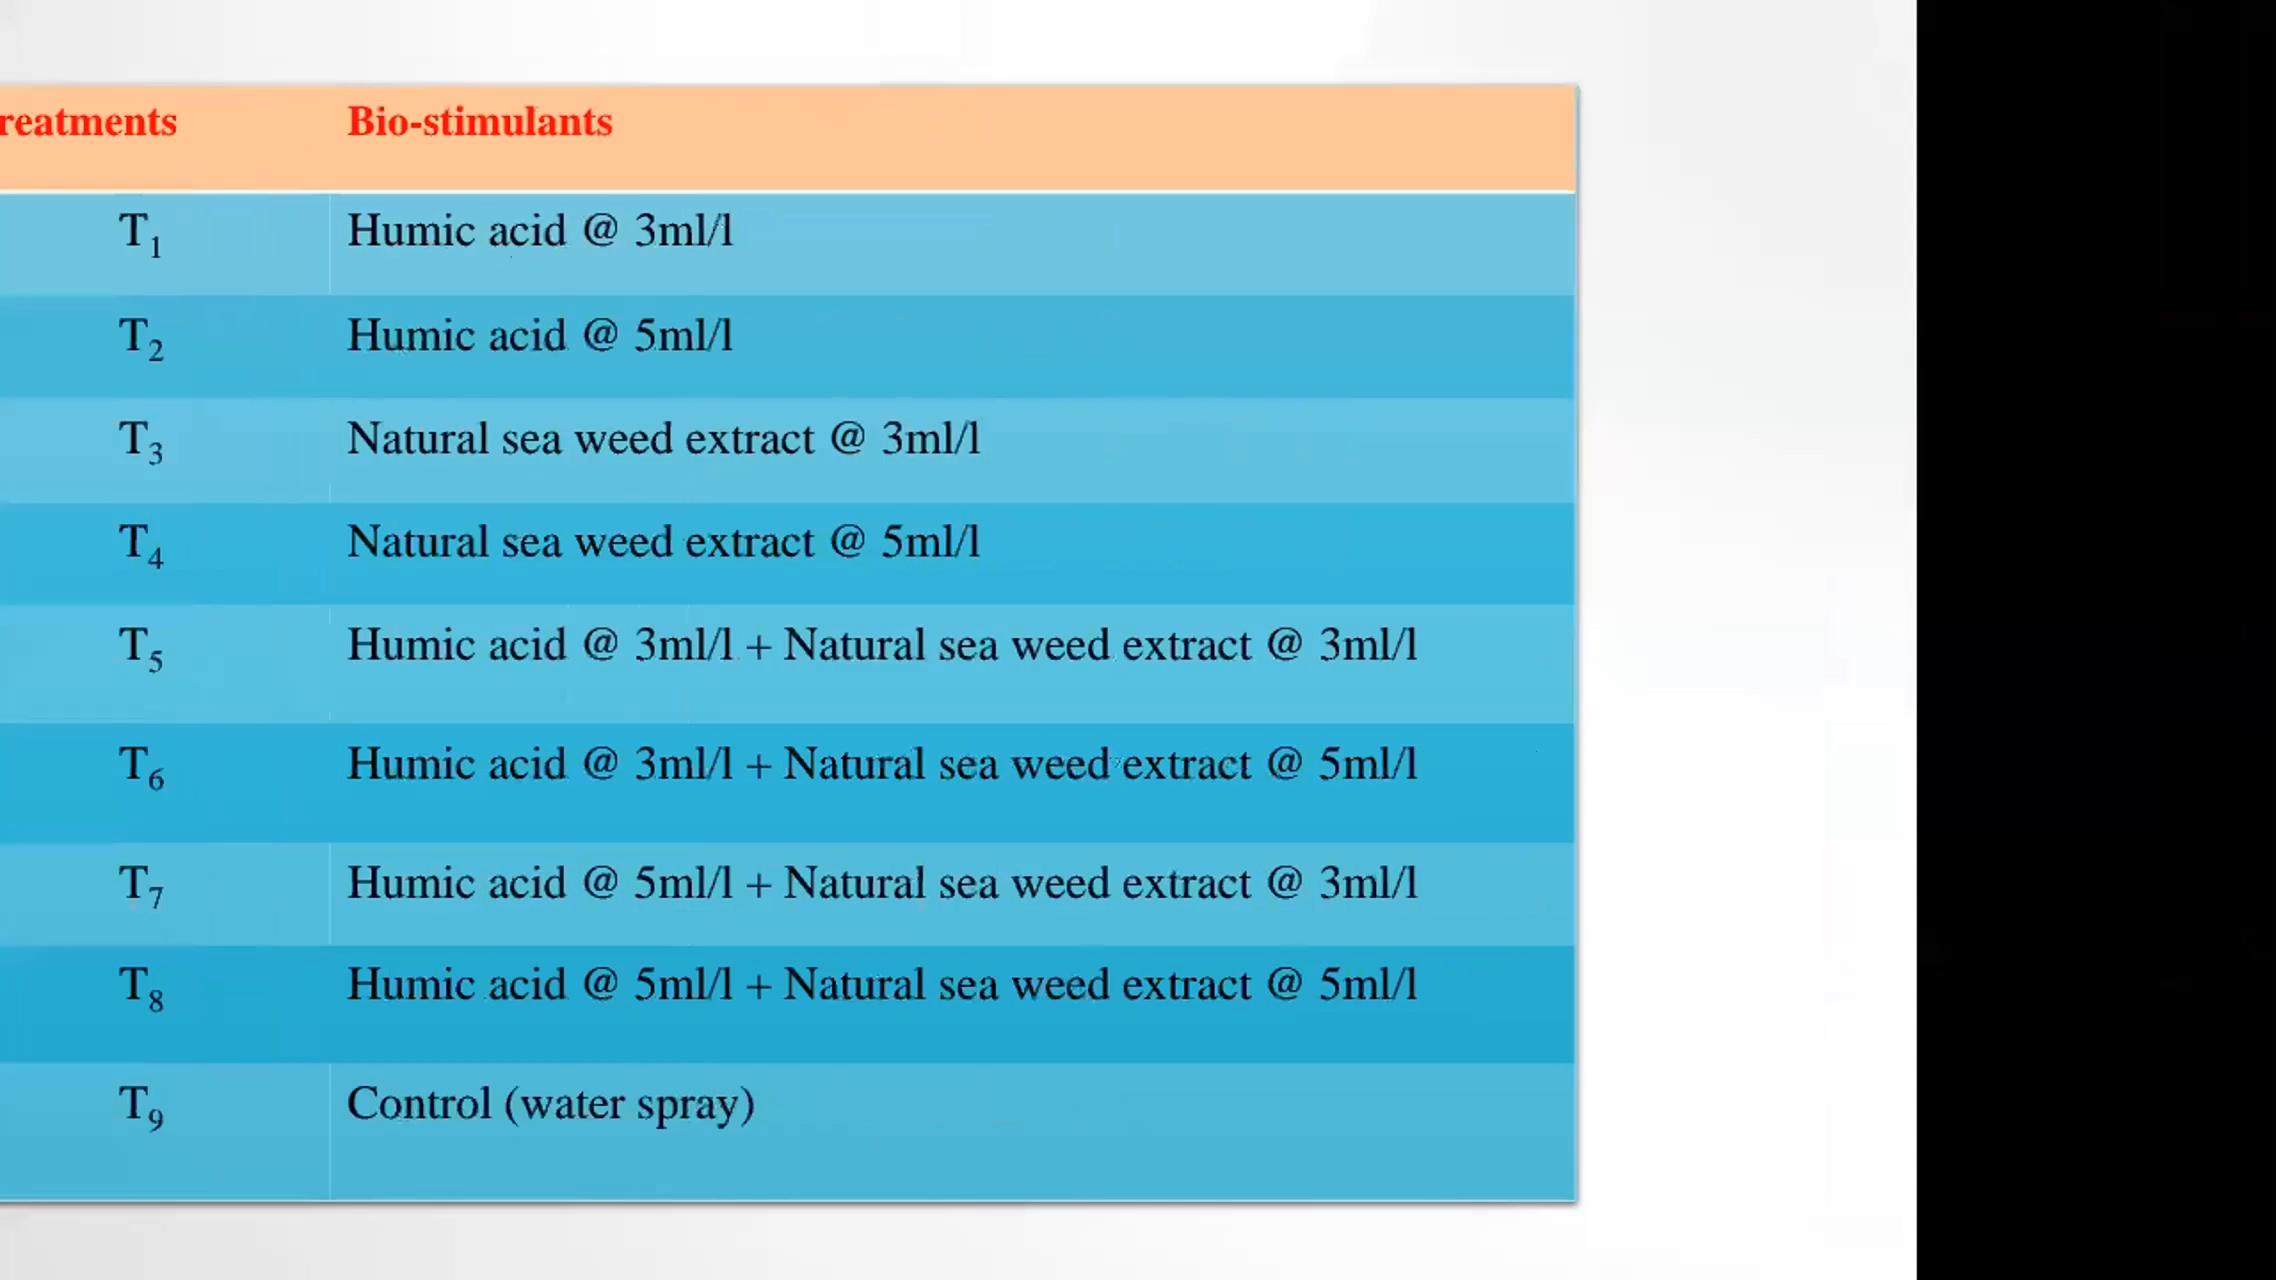 reatments Bio-stimulants
T1 Humic acid @ 3ml/l
T2 Humic acid @ 5ml/l
T3 Natural sea weed extract @ 3ml/l
T4 Natural sea weed extract @ 5ml/l
T5 Humic acid @ 3ml/l + Natural sea weed extract @ 3ml/l
T6 Humic acid @ 3ml/l + Natural sea weed extract @ 5ml/l
T7 Humic acid @ 5ml/l + Natural sea weed extract @ 3ml/l
T8 Humic acid @ 5ml/l + Natural sea weed extract @ 5ml/l
T9 Control (water spray)